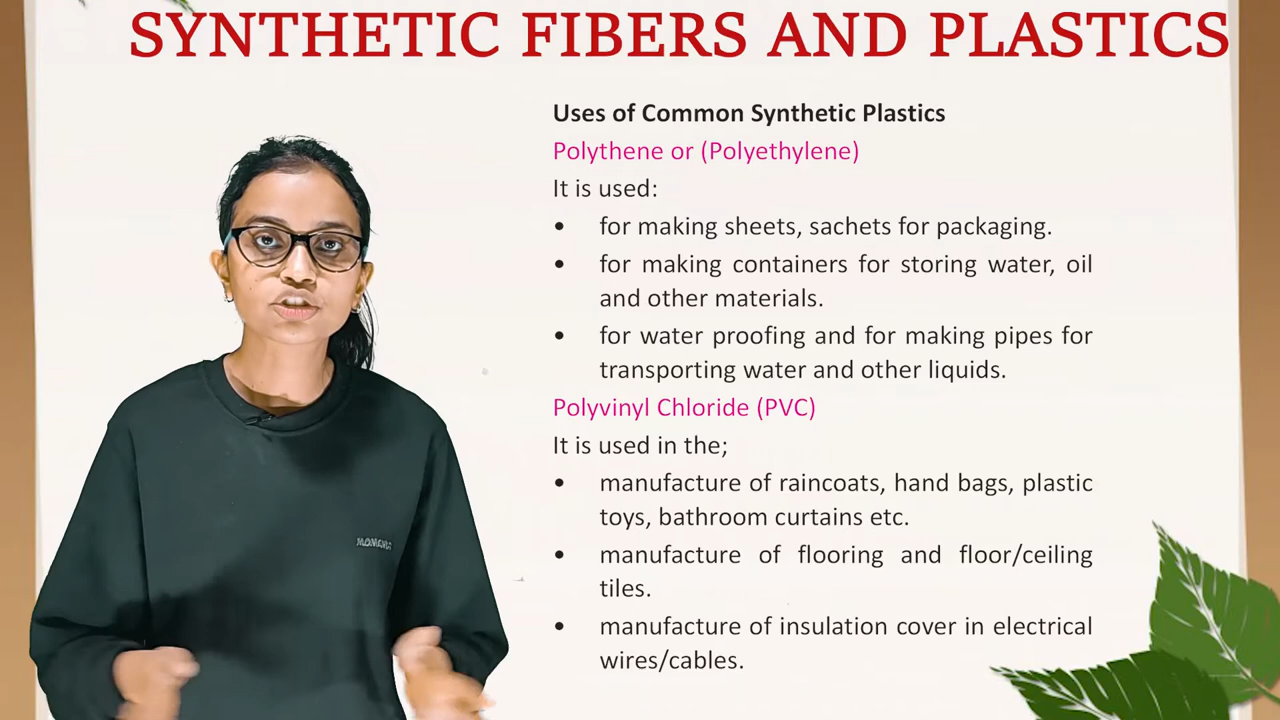 SYNTHETIC FIBERS AND PLASTICS
Uses of Common Synthetic Plastics
Polythene or (Polyethylene)
It is used:
• for making sheets, sachets for packaging.
• for making containers for storing water, oil
and other materials.
• for water proofing and for making pipes for
transporting water and other liquids.
Polyvinyl Chloride (PVC)
It is used in the;
• manufacture of raincoats, hand bags, plastic
toys, bathroom curtains etc.
• manufacture of flooring and floor/ceiling
tiles.
• manufacture of insulation cover in electrical
wires/cables.